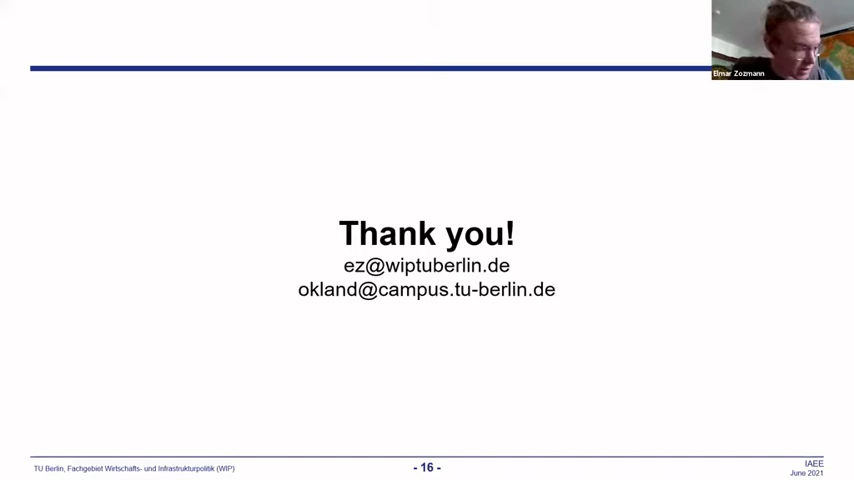 Elmar Zozmann
Thank you!
ez@wiptuberlin.de
okland@campus.tu-berlin.de
TU Berlin, Fachgebiet Wirtschafts- und Infrastrukturpolitik (WIP)
- 16 -
IAEE
June 2021